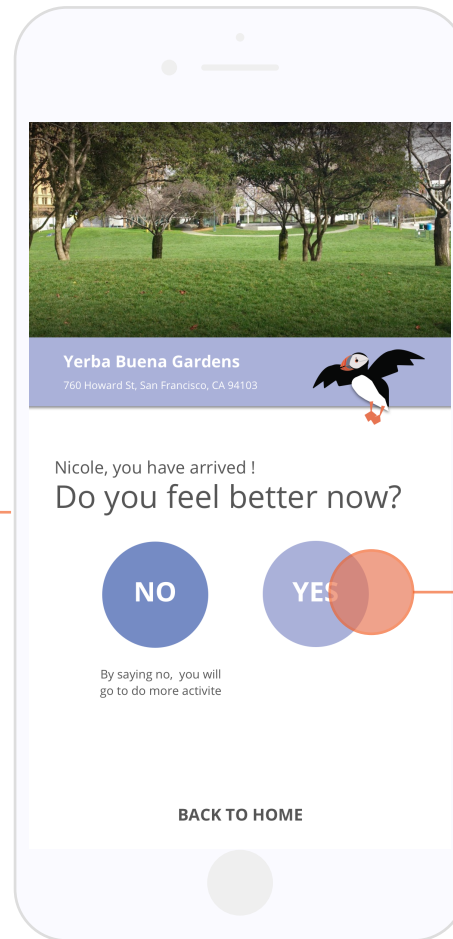 Yerba Buena Gardens
760 Howard St, San Francisco, CA 94103
Nicole, you have arrived !
Do you feel better now?
NO
YES
By saying no,  you will
go to do more activite
BACK TO HOME